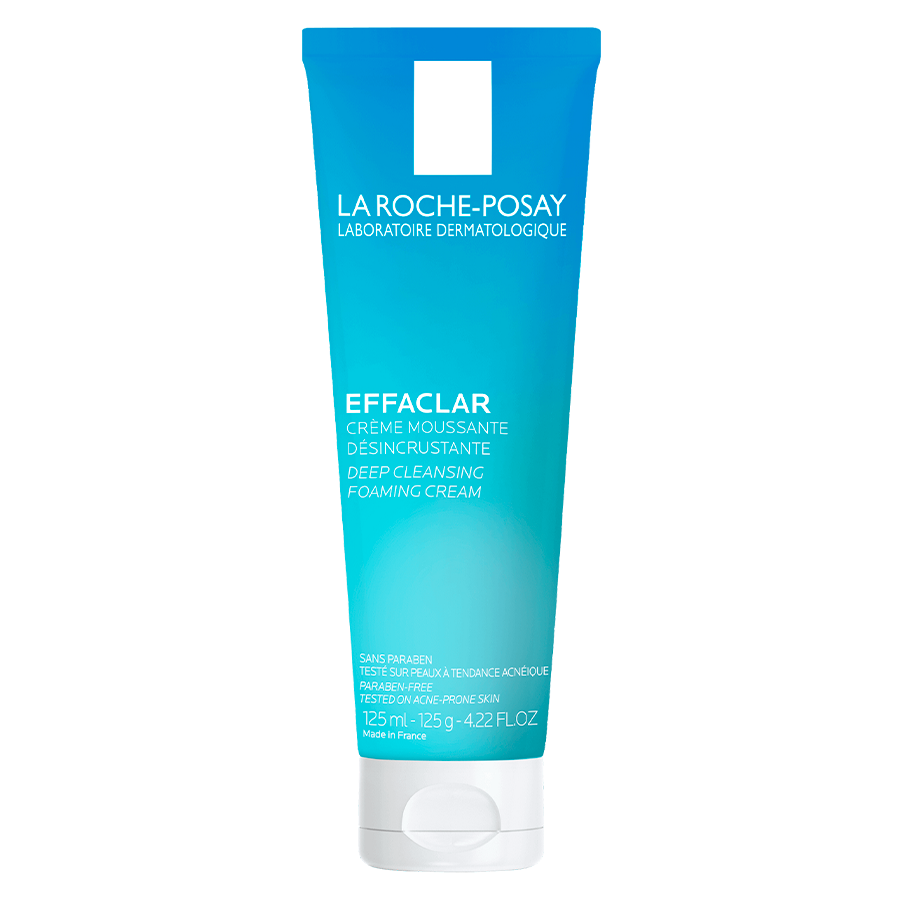 LA ROCHE-POSAY
LABORATOIRE DERMATOLOGIQUE
EFFACLAR
CRÈME MOUSSANTE
DÉSINCRUSTANTE
DEEP CLEANSING
FOAMING CREAM
SANS PARABEN
TESTÉ SUR PEAUX À TENDANCE ACNÉIQUE
PARABEN-FREE
TESTED ON ACNE-PRONE SKIN
125 ml - 125 g - 4.22 FL.OZ
Made in France